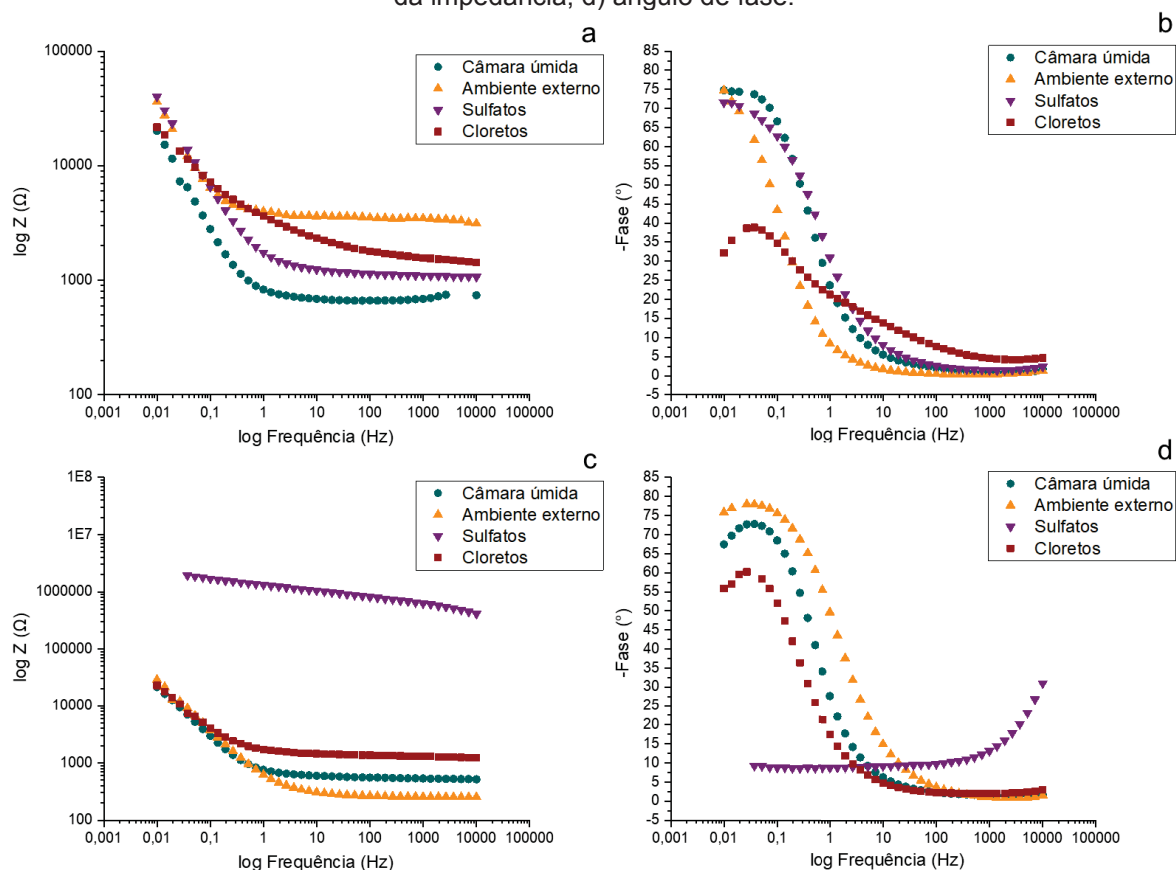 da impedância, d) ângulo de fase.
a
100000
10000
1000
100
log Z (Ω)
Câmara úmida
Ambiente externo
Sulfatos
Cloretos
0,001 0,01 0,1 1 10 100 1000 10000 100000
log Frequência (Hz)
b
85
80
75
70
65
60
55
50
45
40
35
30
25
20
15
10
5
0
-5
-Fase (°)
Câmara úmida
Ambiente externo
Sulfatos
Cloretos
0,001 0,01 0,1 1 10 100 1000 10000 100000
log Frequência (Hz)
c
1E8
1E7
1000000
100000
10000
1000
100
log Z (Ω)
Câmara úmida
Ambiente externo
Sulfatos
Cloretos
0,001 0,01 0,1 1 10 100 1000 10000 100000
log Frequência (Hz)
d
85
80
75
70
65
60
55
50
45
40
35
30
25
20
15
10
5
0
-5
-Fase (°)
Câmara úmida
Ambiente externo
Sulfatos
Cloretos
0,001 0,01 0,1 1 10 100 1000 10000 100000
log Frequência (Hz)